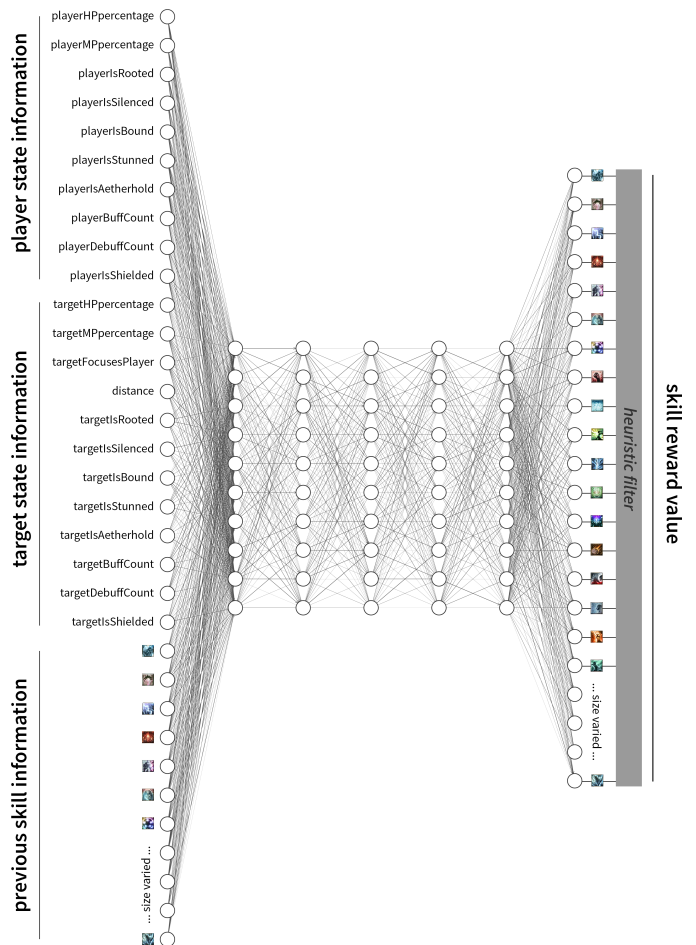 player state information
playerHPpercentage
playerMPpercentage
playerIsRooted
playerIsSilenced
playerIsBound
playerIsStunned
playerIsAetherhold
playerBuffCount
playerDebuffCount
playerIsShielded
target state information
targetHPpercentage
targetMPpercentage
targetFocusesPlayer
distance
targetIsRooted
targetIsSilenced
targetIsBound
targetIsStunned
targetIsAetherhold
targetBuffCount
targetDebuffCount
targetIsShielded
previous skill information
... size varied ...
... size varied ...
heuristic filter
skill reward value